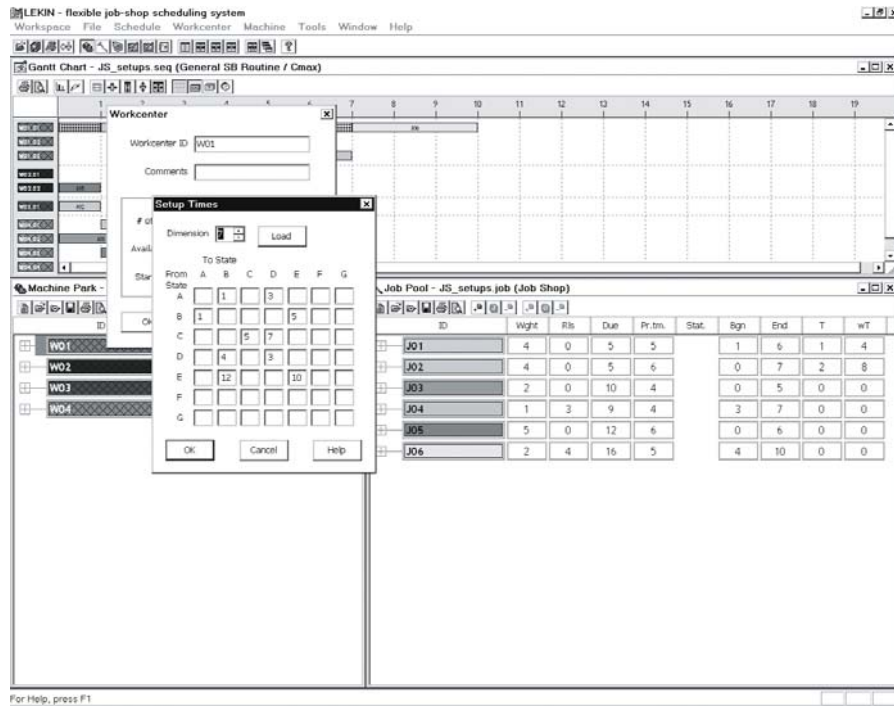 LEKIN - flexible job-shop scheduling system
Workspace File Schedule Workcenter Machine Tools Window Help
Gantt Chart - JS_setups.seq (General SB Routine / Cmax)
7 8 9 10 11 12 13 14 15 16 17 18 19
Workcenter
Workcenter ID W01
Comments
Setup Times
Dimension 7 Load
To State
From State A B C D E F G
A 1 3
B 1 5
C 5 7
D 4 3
E 12 10
F
G
OK Cancel Help
Machine Park -
ID
W01
W02
W03
W04
Job Pool - JS_setups.job (Job Shop)
ID Wght Rls Due Pr.tm. Stat. Bgn End T wT
J01 4 0 5 5 1 6 1 4
J02 4 0 5 6 0 7 2 8
J03 2 0 10 4 0 5 0 0
J04 1 3 9 4 3 7 0 0
J05 5 0 12 6 0 6 0 0
J06 2 4 16 5 4 10 0 0
For Help, press F1